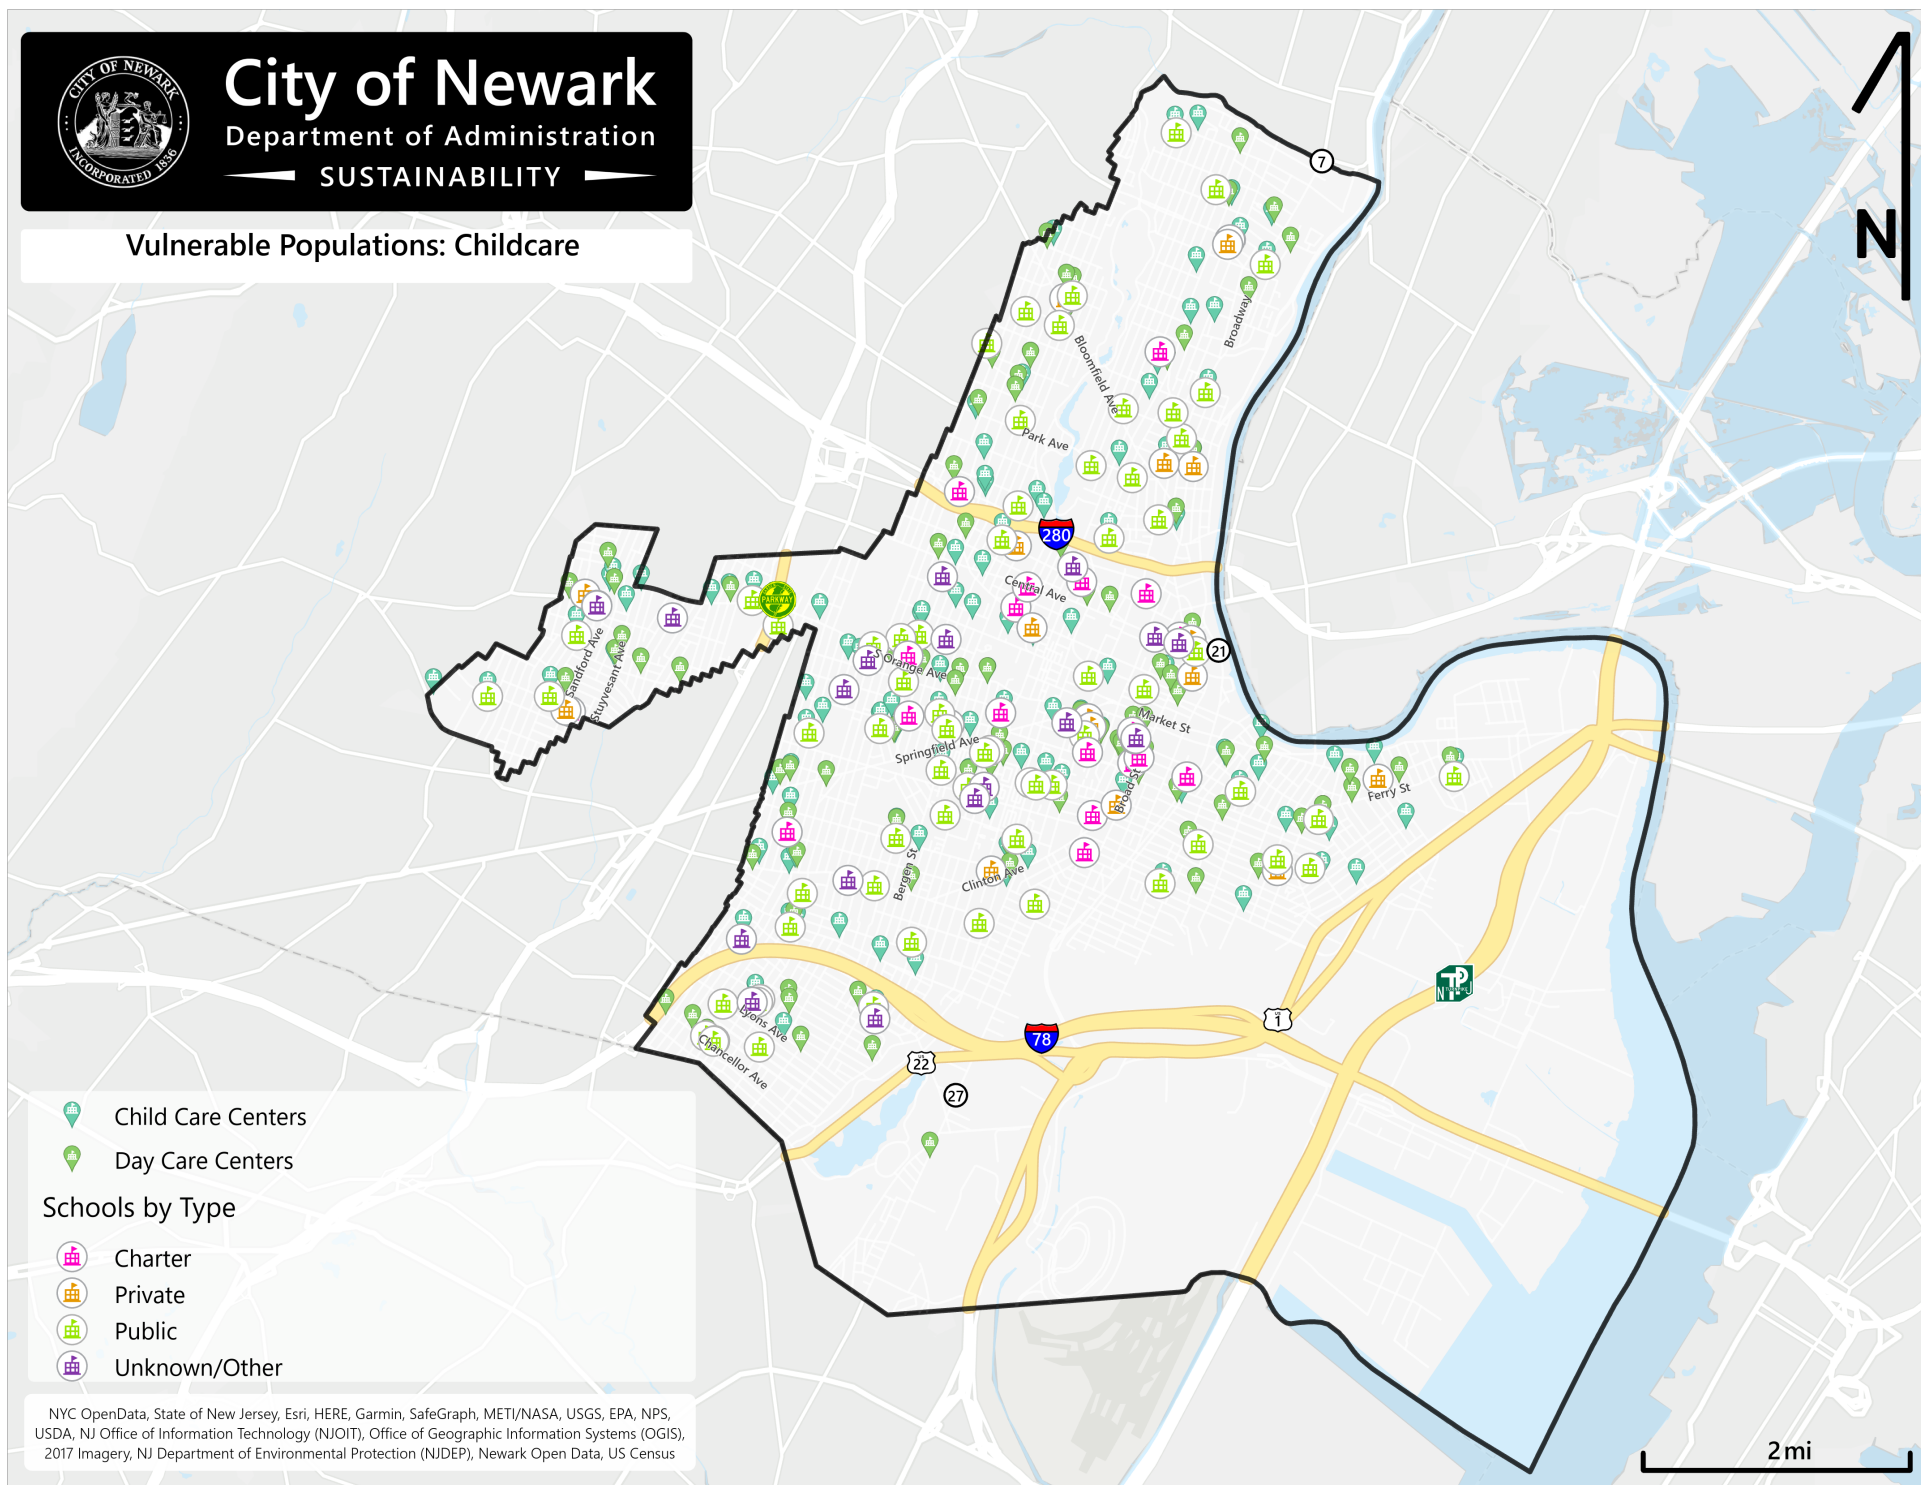 CITY OF NEWARK
INCORPORATED 1836
City of Newark
Department of Administration
SUSTAINABILITY
Vulnerable Populations: Childcare
N
7
Broadway
Bloomfield Ave
Park Ave
280
Central Ave
PARKWAY
21
S Orange Ave
Sandford Ave
Stuyvesant Ave
Market St
Springfield Ave
Broad St
Ferry St
Bergen St
Clinton Ave
Lyons Ave
Chancellor Ave
N TP J
US 1
78
US 22
27
Child Care Centers
Day Care Centers
Schools by Type
Charter
Private
Public
Unknown/Other
NYC OpenData, State of New Jersey, Esri, HERE, Garmin, SafeGraph, METI/NASA, USGS, EPA, NPS,
USDA, NJ Office of Information Technology (NJOIT), Office of Geographic Information Systems (OGIS),
2017 Imagery, NJ Department of Environmental Protection (NJDEP), Newark Open Data, US Census
2 mi